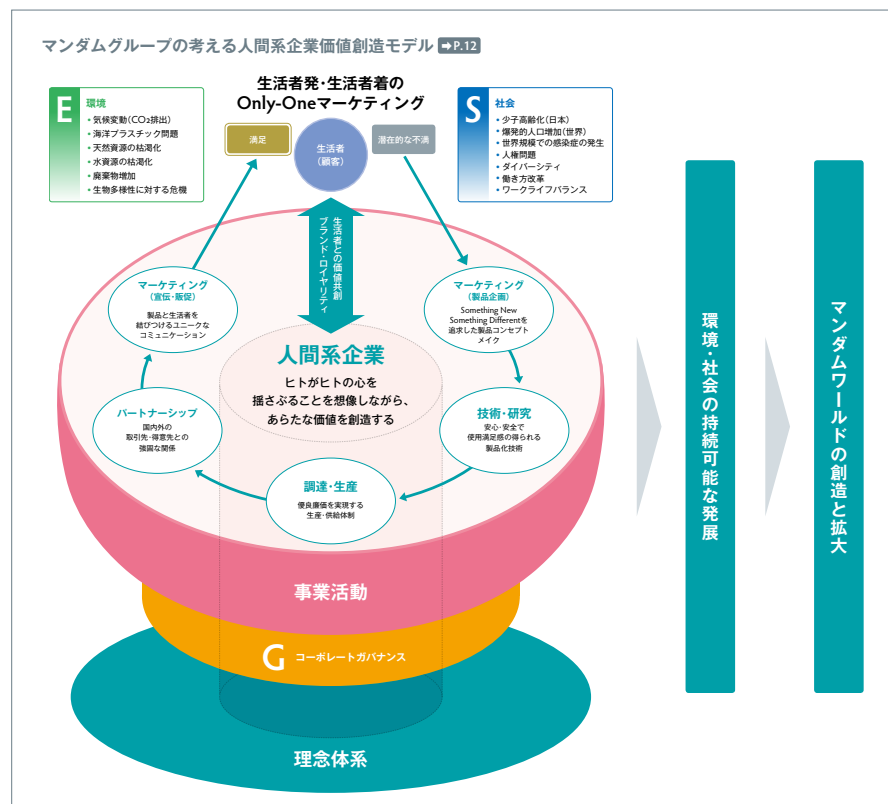 マンダムグループの考える人間系企業価値創造モデル ➡P.12
生活者発・生活者着の
Only-Oneマーケティング
E
環境
・気候変動(CO₂排出)
・海洋プラスチック問題
・天然資源の枯渇化
・水資源の枯渇化
・廃棄物増加
・生物多様性に対する危機
満足
生活者
(顧客)
潜在的な不満
S
社会
・少子高齢化(日本)
・爆発的人口増加(世界)
・世界規模での感染症の発生
・人権問題
・ダイバーシティ
・働き方改革
・ワークライフバランス
生活者との価値共創
ブランド・ロイヤリティ
マーケティング
(宣伝・販促)
製品と生活者を
結びつけるユニークな
コミュニケーション
マーケティング
(製品企画)
Something New
Something Differentを
追求した製品コンセプト
メイク
人間系企業
ヒトがヒトの心を
揺さぶることを想像しながら、
あらたな価値を創造する
パートナーシップ
国内外の
取引先・得意先との
強固な関係
技術・研究
安心・安全で
使用満足感の得られる
製品化技術
調達・生産
優良廉価を実現する
生産・供給体制
事業活動
G コーポレートガバナンス
理念体系
環境・社会の持続可能な発展
マンダムワールドの創造と拡大